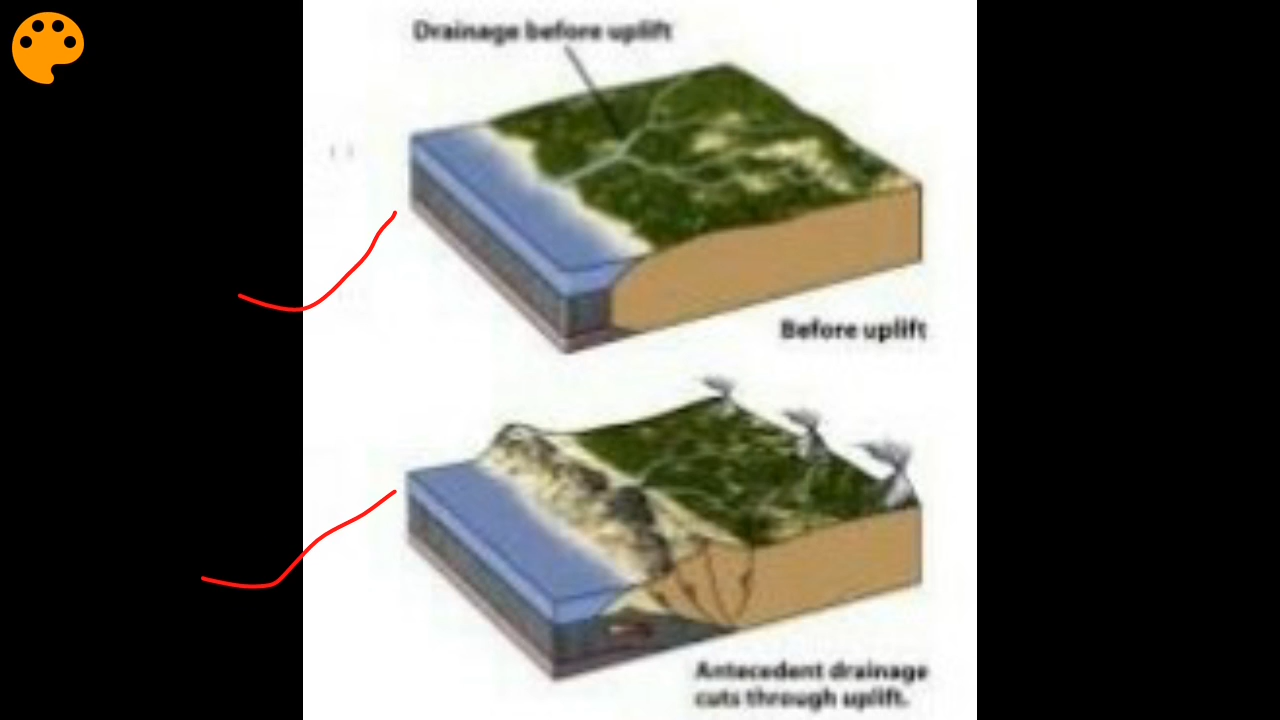 Drainage before uplift
Before uplift
Antecedent drainage
cuts through uplift.